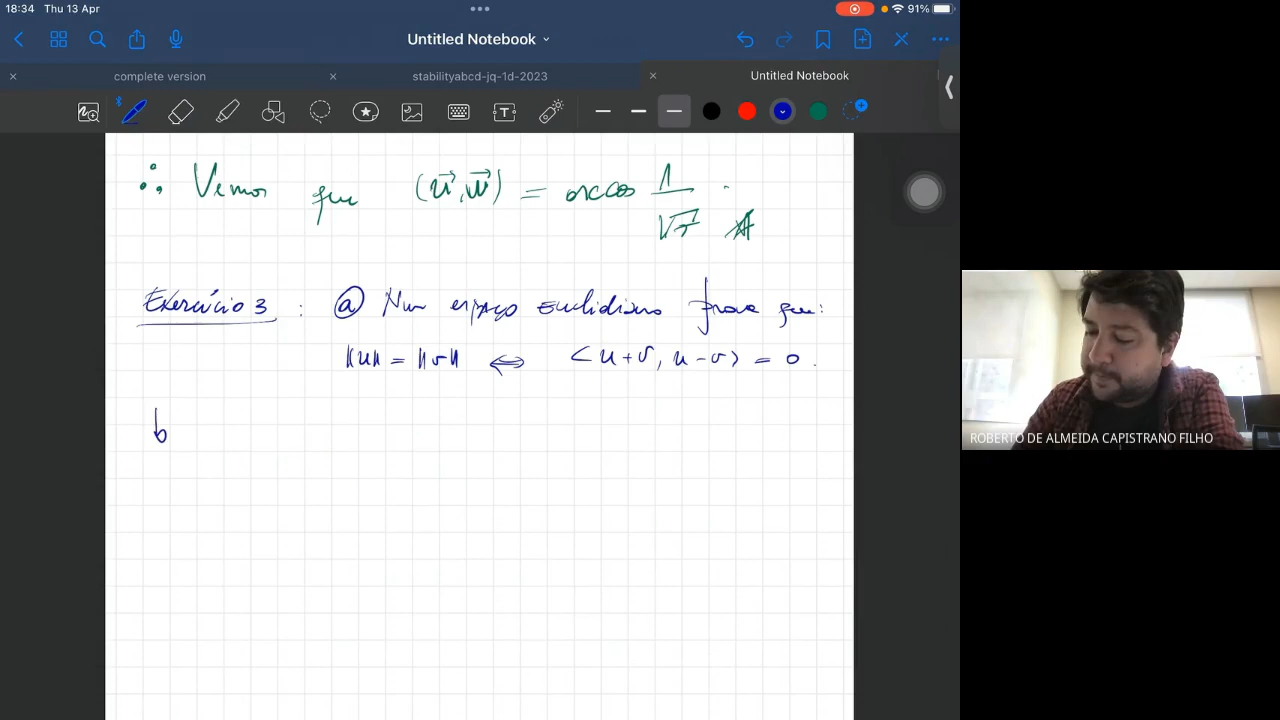 18:34 Thu 13 Apr
91%
Untitled Notebook
complete version
stabilityabcd-jq-1d-2023
Untitled Notebook
∴ Vemos que (u⃗, w⃗) = arccos 1/√7 .
Exercício 3 : ⓐ Num espaço Euclidiano prove que:
‖u‖ = ‖v‖ ⇔ <u+v, u-v> = 0.
b
ROBERTO DE ALMEIDA CAPISTRANO FILHO